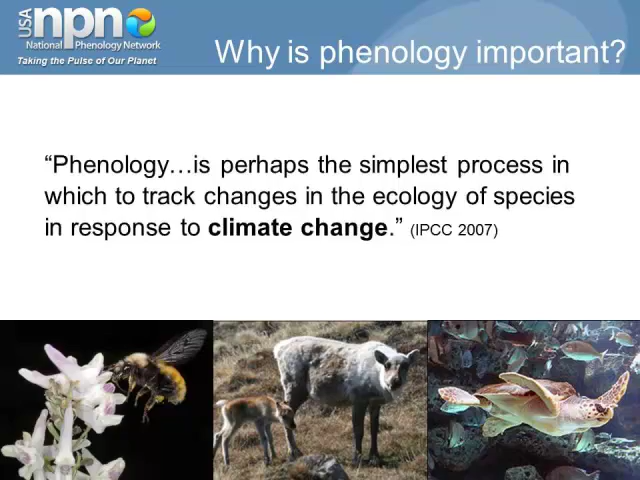 USA npn
National Phenology Network
Taking the Pulse of Our Planet
Why is phenology important?
“Phenology…is perhaps the simplest process in
which to track changes in the ecology of species
in response to climate change.” (IPCC 2007)